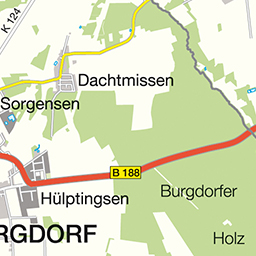 K 124
Dachtmissen
Sorgensen
B 188
Burgdorfer
Hülptingsen
RGDORF
Holz